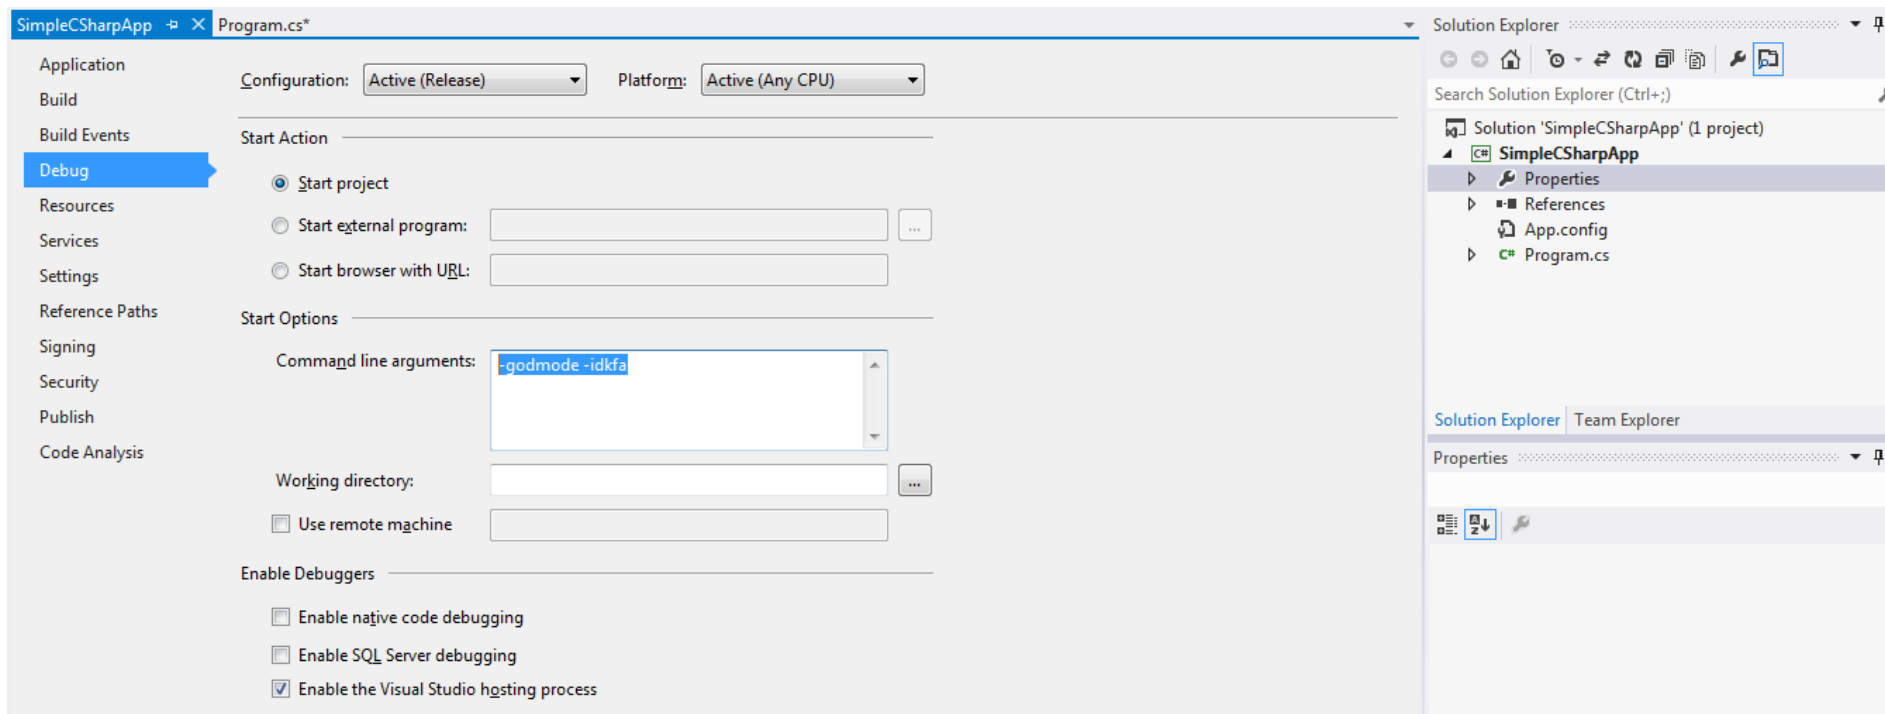 SimpleCSharpApp
Program.cs*
Application
Build
Build Events
Debug
Resources
Services
Settings
Reference Paths
Signing
Security
Publish
Code Analysis
Configuration: Active (Release) Platform: Active (Any CPU)
Start Action
Start project
Start external program: ...
Start browser with URL:
Start Options
Command line arguments: -godmode -idkfa
Working directory: ...
Use remote machine
Enable Debuggers
Enable native code debugging
Enable SQL Server debugging
Enable the Visual Studio hosting process
Solution Explorer
Search Solution Explorer (Ctrl+;)
Solution 'SimpleCSharpApp' (1 project)
C# SimpleCSharpApp
Properties
References
App.config
C# Program.cs
Solution Explorer Team Explorer
Properties